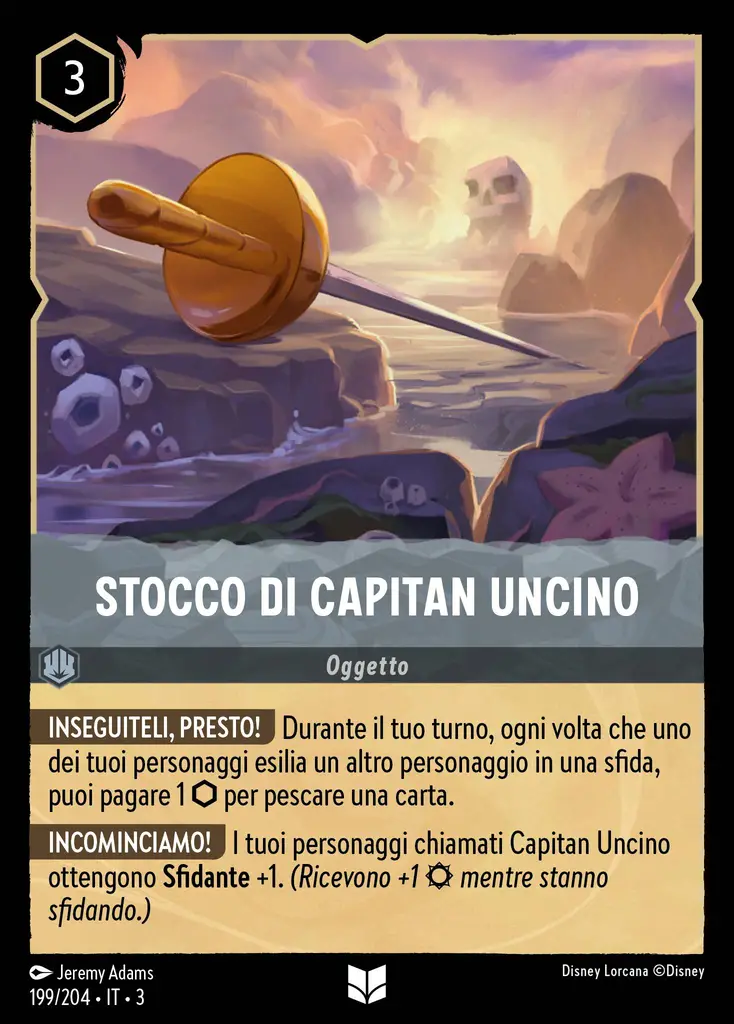 3
STOCCO DI CAPITAN UNCINO
Oggetto
INSEGUITELI, PRESTO! Durante il tuo turno, ogni volta che uno
dei tuoi personaggi esilia un altro personaggio in una sfida,
puoi pagare 1 ⬡ per pescare una carta.
INCOMINCIAMO! I tuoi personaggi chiamati Capitan Uncino
ottengono Sfidante +1. (Ricevono +1 ¤ mentre stanno
sfidando.)
Jeremy Adams
199/204 • IT • 3
Disney Lorcana ©Disney